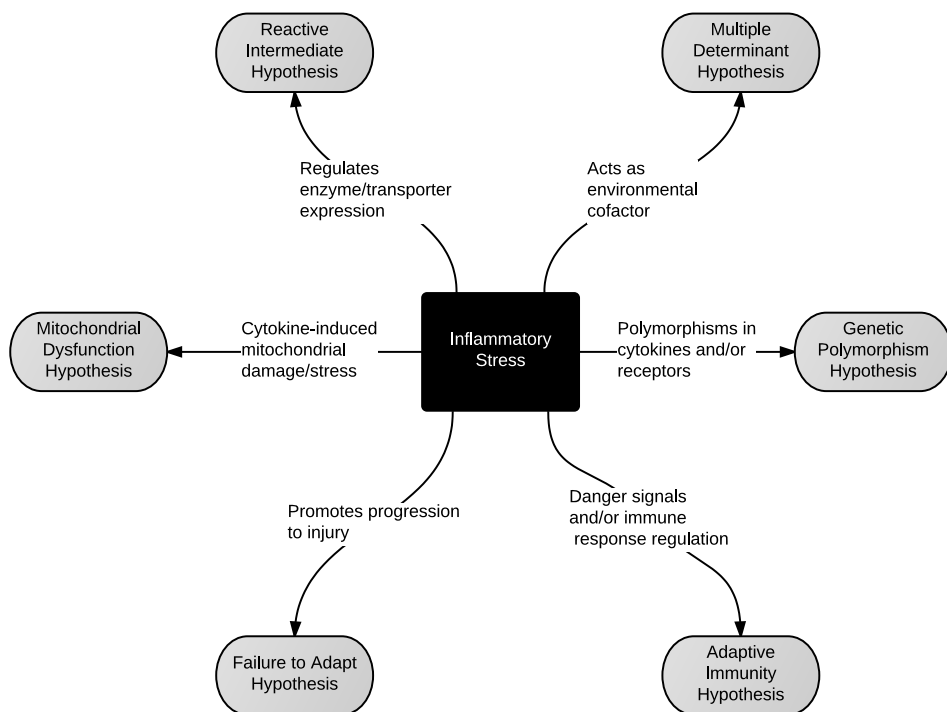 Reactive
Intermediate
Hypothesis
Multiple
Determinant
Hypothesis
Regulates
enzyme/transporter
expression
Acts as
environmental
cofactor
Mitochondrial
Dysfunction
Hypothesis
Cytokine-induced
mitochondrial
damage/stress
Inflammatory
Stress
Polymorphisms in
cytokines and/or
receptors
Genetic
Polymorphism
Hypothesis
Promotes progression
to injury
Danger signals
and/or immune
response regulation
Failure to Adapt
Hypothesis
Adaptive
Immunity
Hypothesis